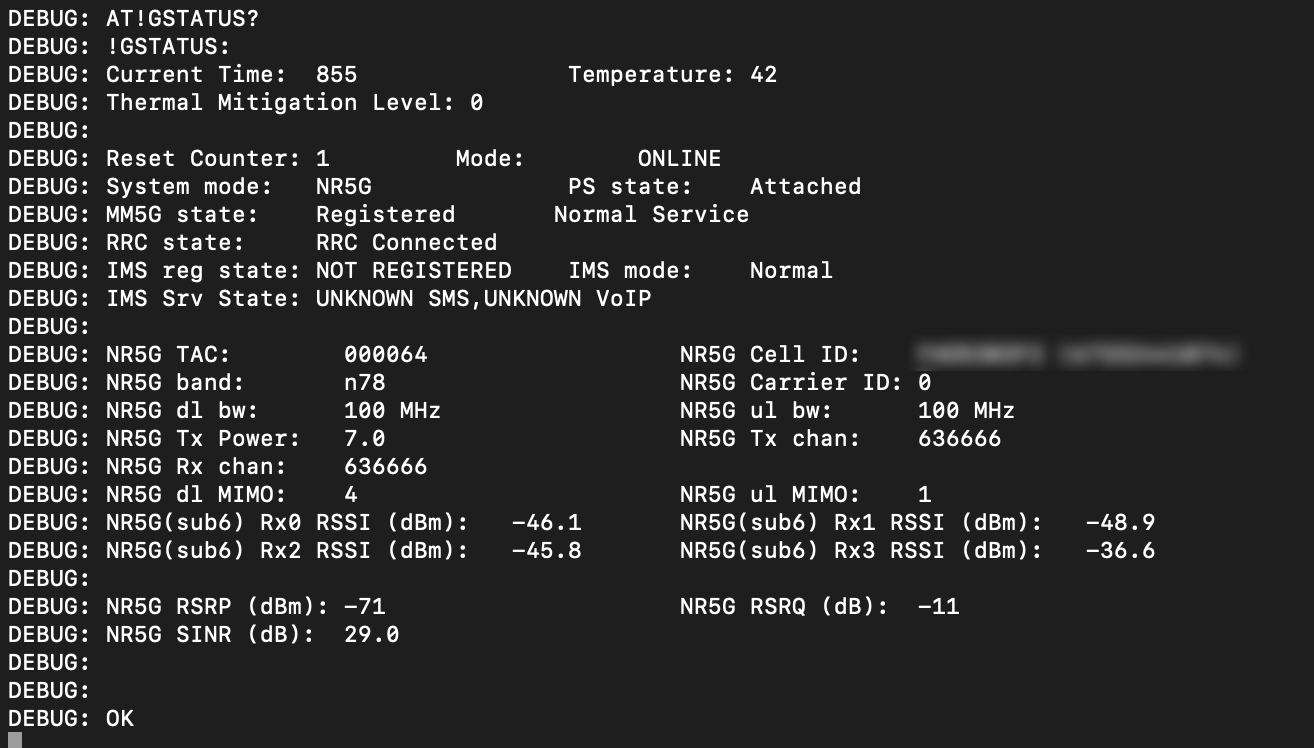 DEBUG: AT!GSTATUS?
DEBUG: !GSTATUS:
DEBUG: Current Time:  855               Temperature: 42
DEBUG: Thermal Mitigation Level: 0
DEBUG:
DEBUG: Reset Counter: 1         Mode:        ONLINE
DEBUG: System mode:   NR5G              PS state:    Attached
DEBUG: MM5G state:    Registered       Normal Service
DEBUG: RRC state:     RRC Connected
DEBUG: IMS reg state: NOT REGISTERED    IMS mode:    Normal
DEBUG: IMS Srv State: UNKNOWN SMS,UNKNOWN VoIP
DEBUG:
DEBUG: NR5G TAC:        000064                  NR5G Cell ID:
DEBUG: NR5G band:       n78                     NR5G Carrier ID: 0
DEBUG: NR5G dl bw:      100 MHz                 NR5G ul bw:      100 MHz
DEBUG: NR5G Tx Power:   7.0                     NR5G Tx chan:    636666
DEBUG: NR5G Rx chan:    636666
DEBUG: NR5G dl MIMO:    4                       NR5G ul MIMO:    1
DEBUG: NR5G(sub6) Rx0 RSSI (dBm):   -46.1       NR5G(sub6) Rx1 RSSI (dBm):   -48.9
DEBUG: NR5G(sub6) Rx2 RSSI (dBm):   -45.8       NR5G(sub6) Rx3 RSSI (dBm):   -36.6
DEBUG:
DEBUG: NR5G RSRP (dBm): -71                     NR5G RSRQ (dB):  -11
DEBUG: NR5G SINR (dB):  29.0
DEBUG:
DEBUG:
DEBUG: OK